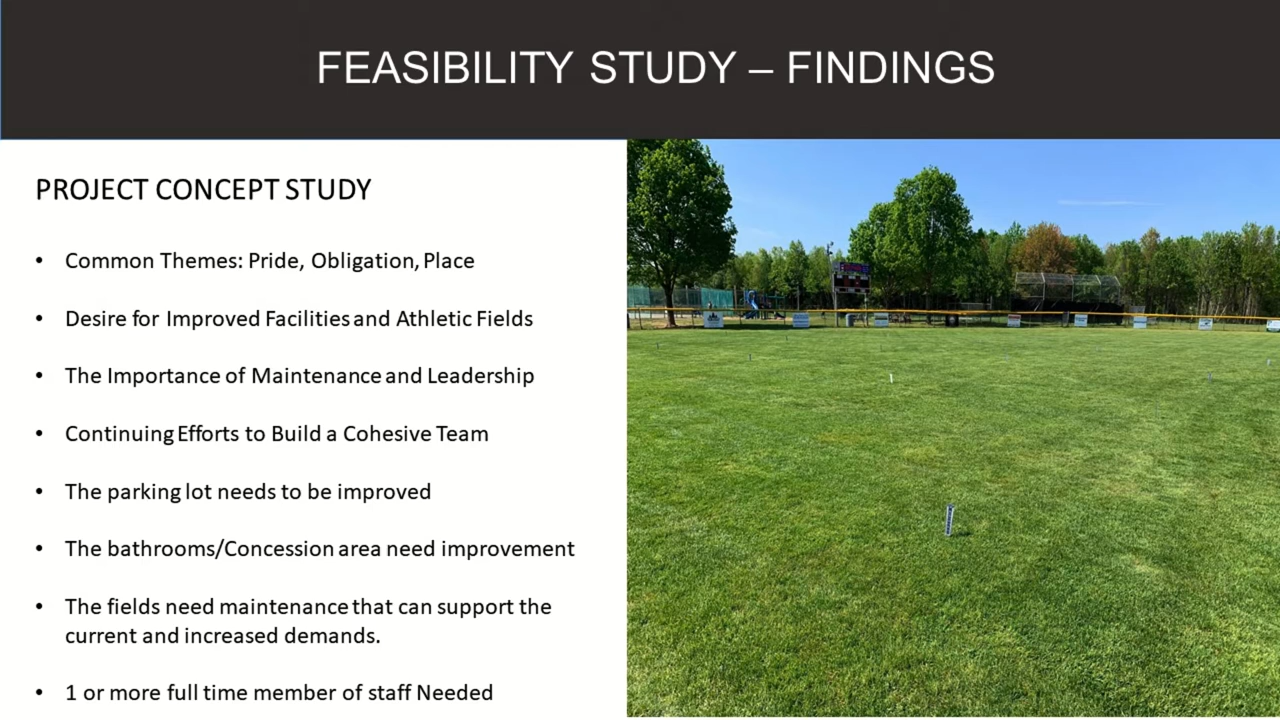 FEASIBILITY STUDY – FINDINGS
PROJECT CONCEPT STUDY
• Common Themes: Pride, Obligation, Place
• Desire for Improved Facilities and Athletic Fields
• The Importance of Maintenance and Leadership
• Continuing Efforts to Build a Cohesive Team
• The parking lot needs to be improved
• The bathrooms/Concession area need improvement
• The fields need maintenance that can support the
current and increased demands.
• 1 or more full time member of staff Needed